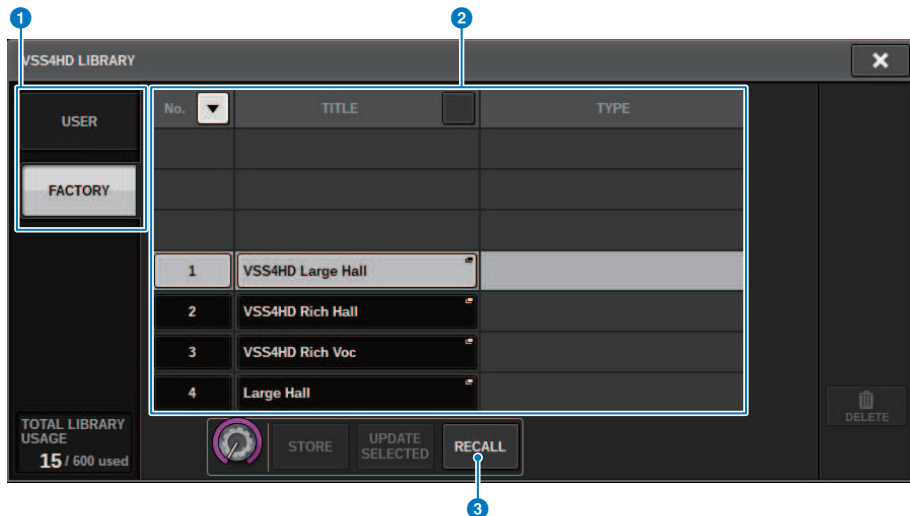 1 2
VSS4HD LIBRARY
USER
FACTORY
No. TITLE TYPE
1 VSS4HD Large Hall
2 VSS4HD Rich Hall
3 VSS4HD Rich Voc
4 Large Hall
DELETE
TOTAL LIBRARY
USAGE
15 / 600 used
STORE
UPDATE
SELECTED
RECALL
3